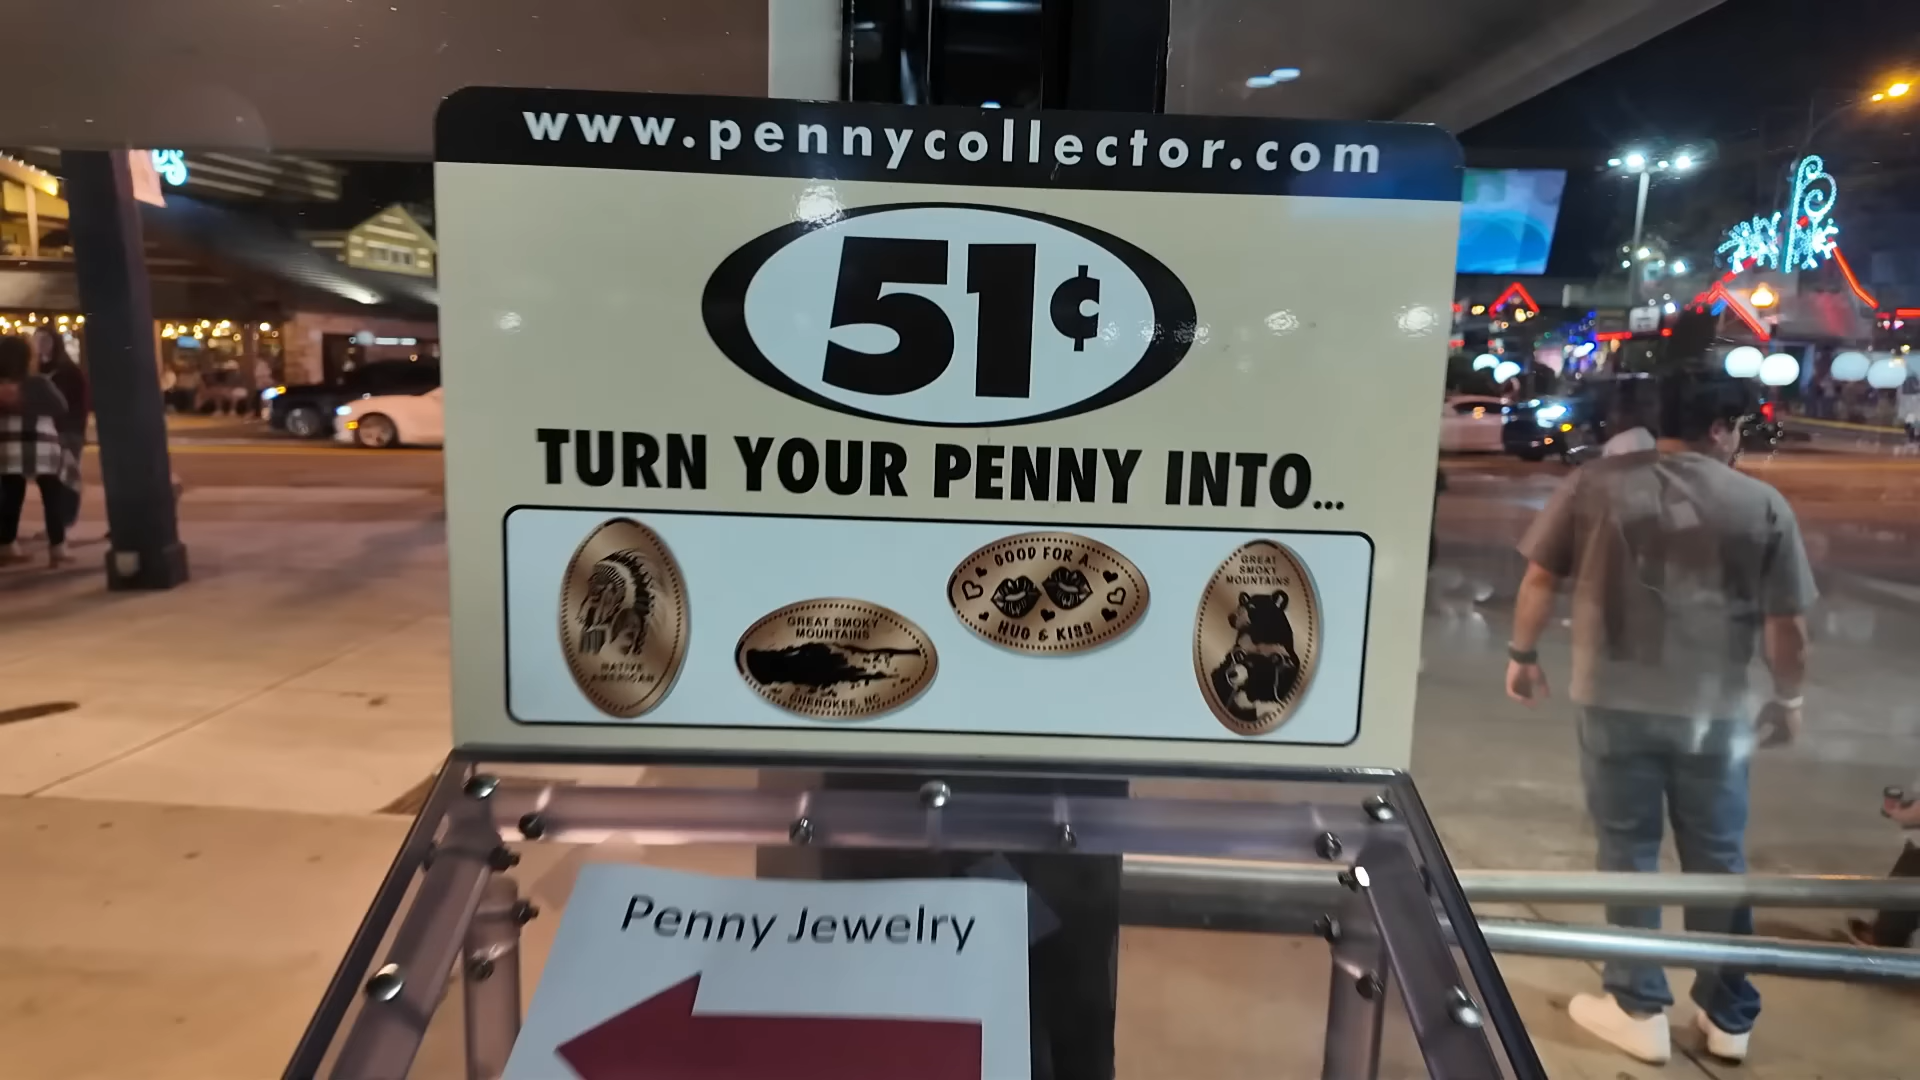 www.pennycollector.com
51¢
TURN YOUR PENNY INTO...
NATIVE
AMERICAN
GREAT SMOKY
MOUNTAINS
CHEROKEE, NC
GOOD FOR A...
HUG & KISS
GREAT
SMOKY
MOUNTAINS
Penny Jewelry